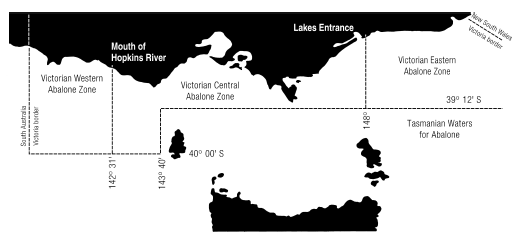 Lakes Entrance
New South Wales
Victoria border
Mouth of
Hopkins River
Victorian Western
Abalone Zone
Victorian Central
Abalone Zone
Victorian Eastern
Abalone Zone
39° 12' S
South Australia
Victoria border
148°
Tasmanian Waters
for Abalone
40° 00' S
142° 31'
143° 40'